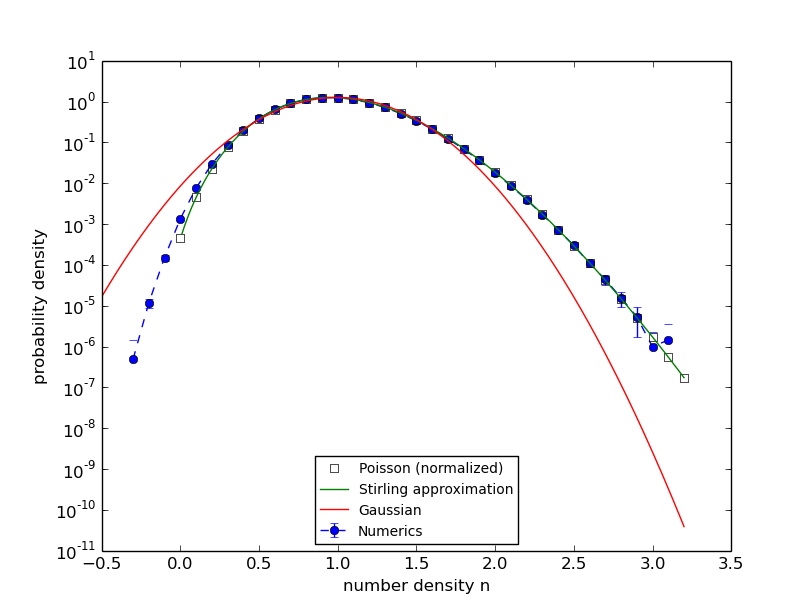 10^1
10^0
10^-1
10^-2
10^-3
10^-4
10^-5
10^-6
10^-7
10^-8
10^-9
10^-10
10^-11
probability density
Poisson (normalized)
Stirling approximation
Gaussian
Numerics
−0.5 0.0 0.5 1.0 1.5 2.0 2.5 3.0 3.5
number density n